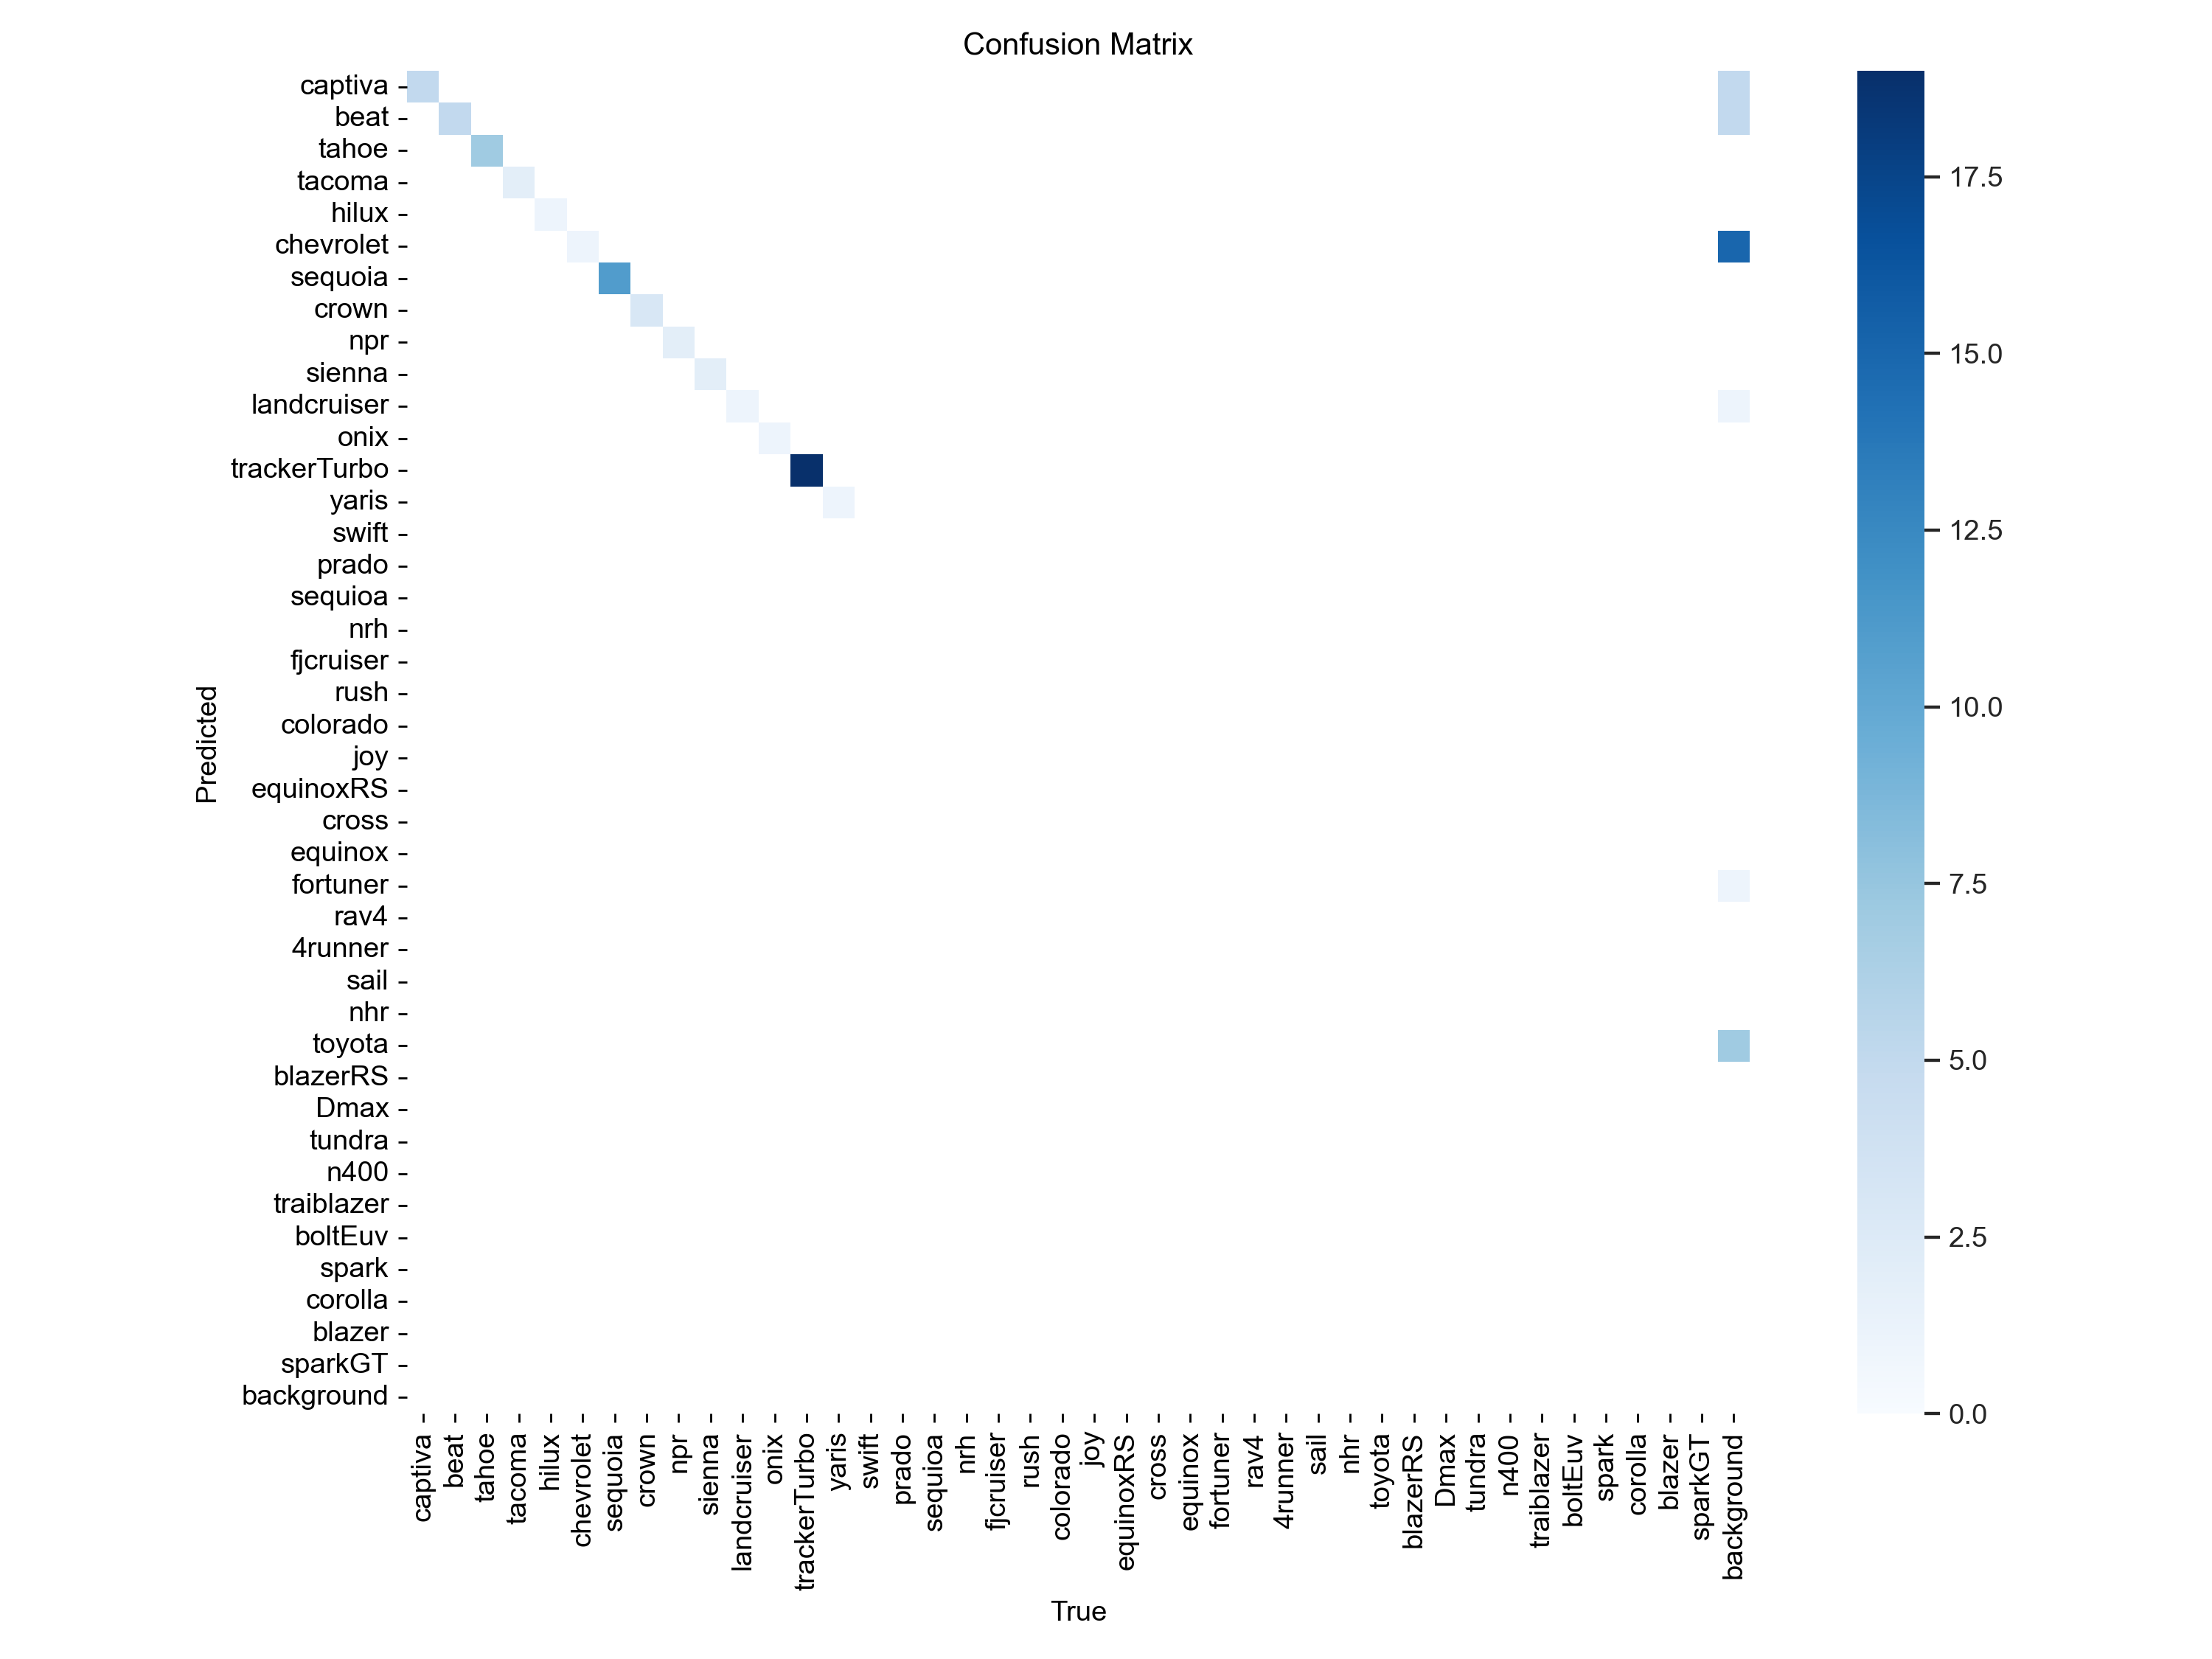 Confusion Matrix
captiva
beat
tahoe
tacoma
hilux
chevrolet
sequoia
crown
npr
sienna
landcruiser
onix
trackerTurbo
yaris
swift
prado
sequioa
nrh
fjcruiser
rush
colorado
joy
equinoxRS
cross
equinox
fortuner
rav4
4runner
sail
nhr
toyota
blazerRS
Dmax
tundra
n400
traiblazer
boltEuv
spark
corolla
blazer
sparkGT
background
Predicted
captiva
beat
tahoe
tacoma
hilux
chevrolet
sequoia
crown
npr
sienna
landcruiser
onix
trackerTurbo
yaris
swift
prado
sequioa
nrh
fjcruiser
rush
colorado
joy
equinoxRS
cross
equinox
fortuner
rav4
4runner
sail
nhr
toyota
blazerRS
Dmax
tundra
n400
traiblazer
boltEuv
spark
corolla
blazer
sparkGT
background
True
17.5
15.0
12.5
10.0
7.5
5.0
2.5
0.0